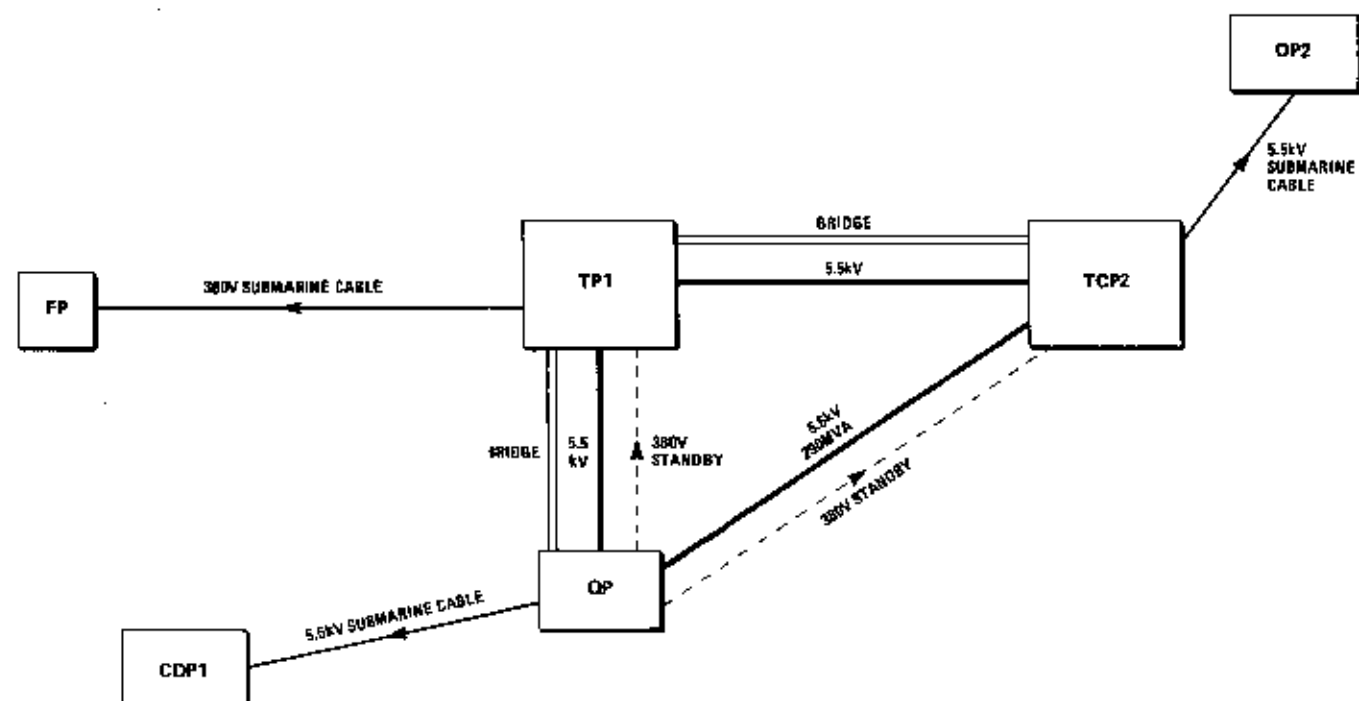 OP2
5.5kV
SUBMARINE
CABLE
BRIDGE
TP1
5.5kV
TCP2
FP
380V SUBMARINE CABLE
BRIDGE
5.5
kV
380V
STANDBY
5.5kV
290MVA
380V STANDBY
QP
5.5kV SUBMARINE CABLE
CDP1